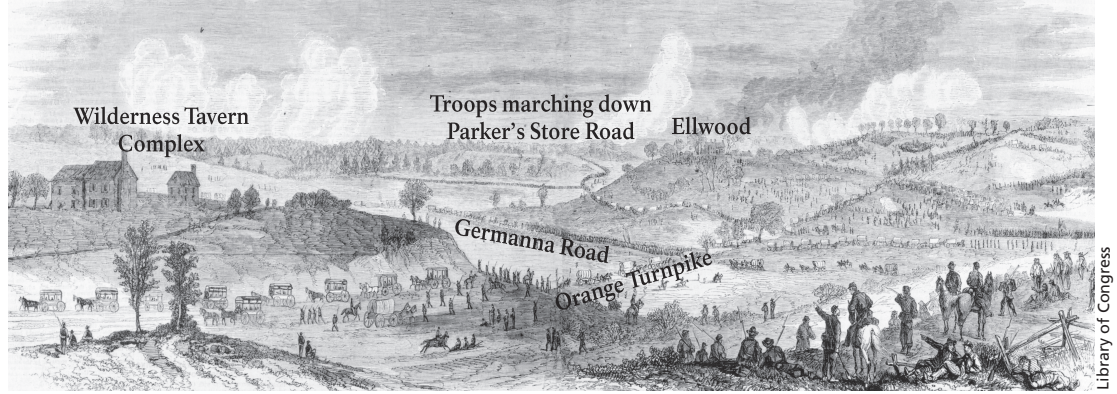 Wilderness Tavern
Complex
Troops marching down
Parker’s Store Road
Ellwood
Germanna Road
Orange Turnpike
Library of Congress